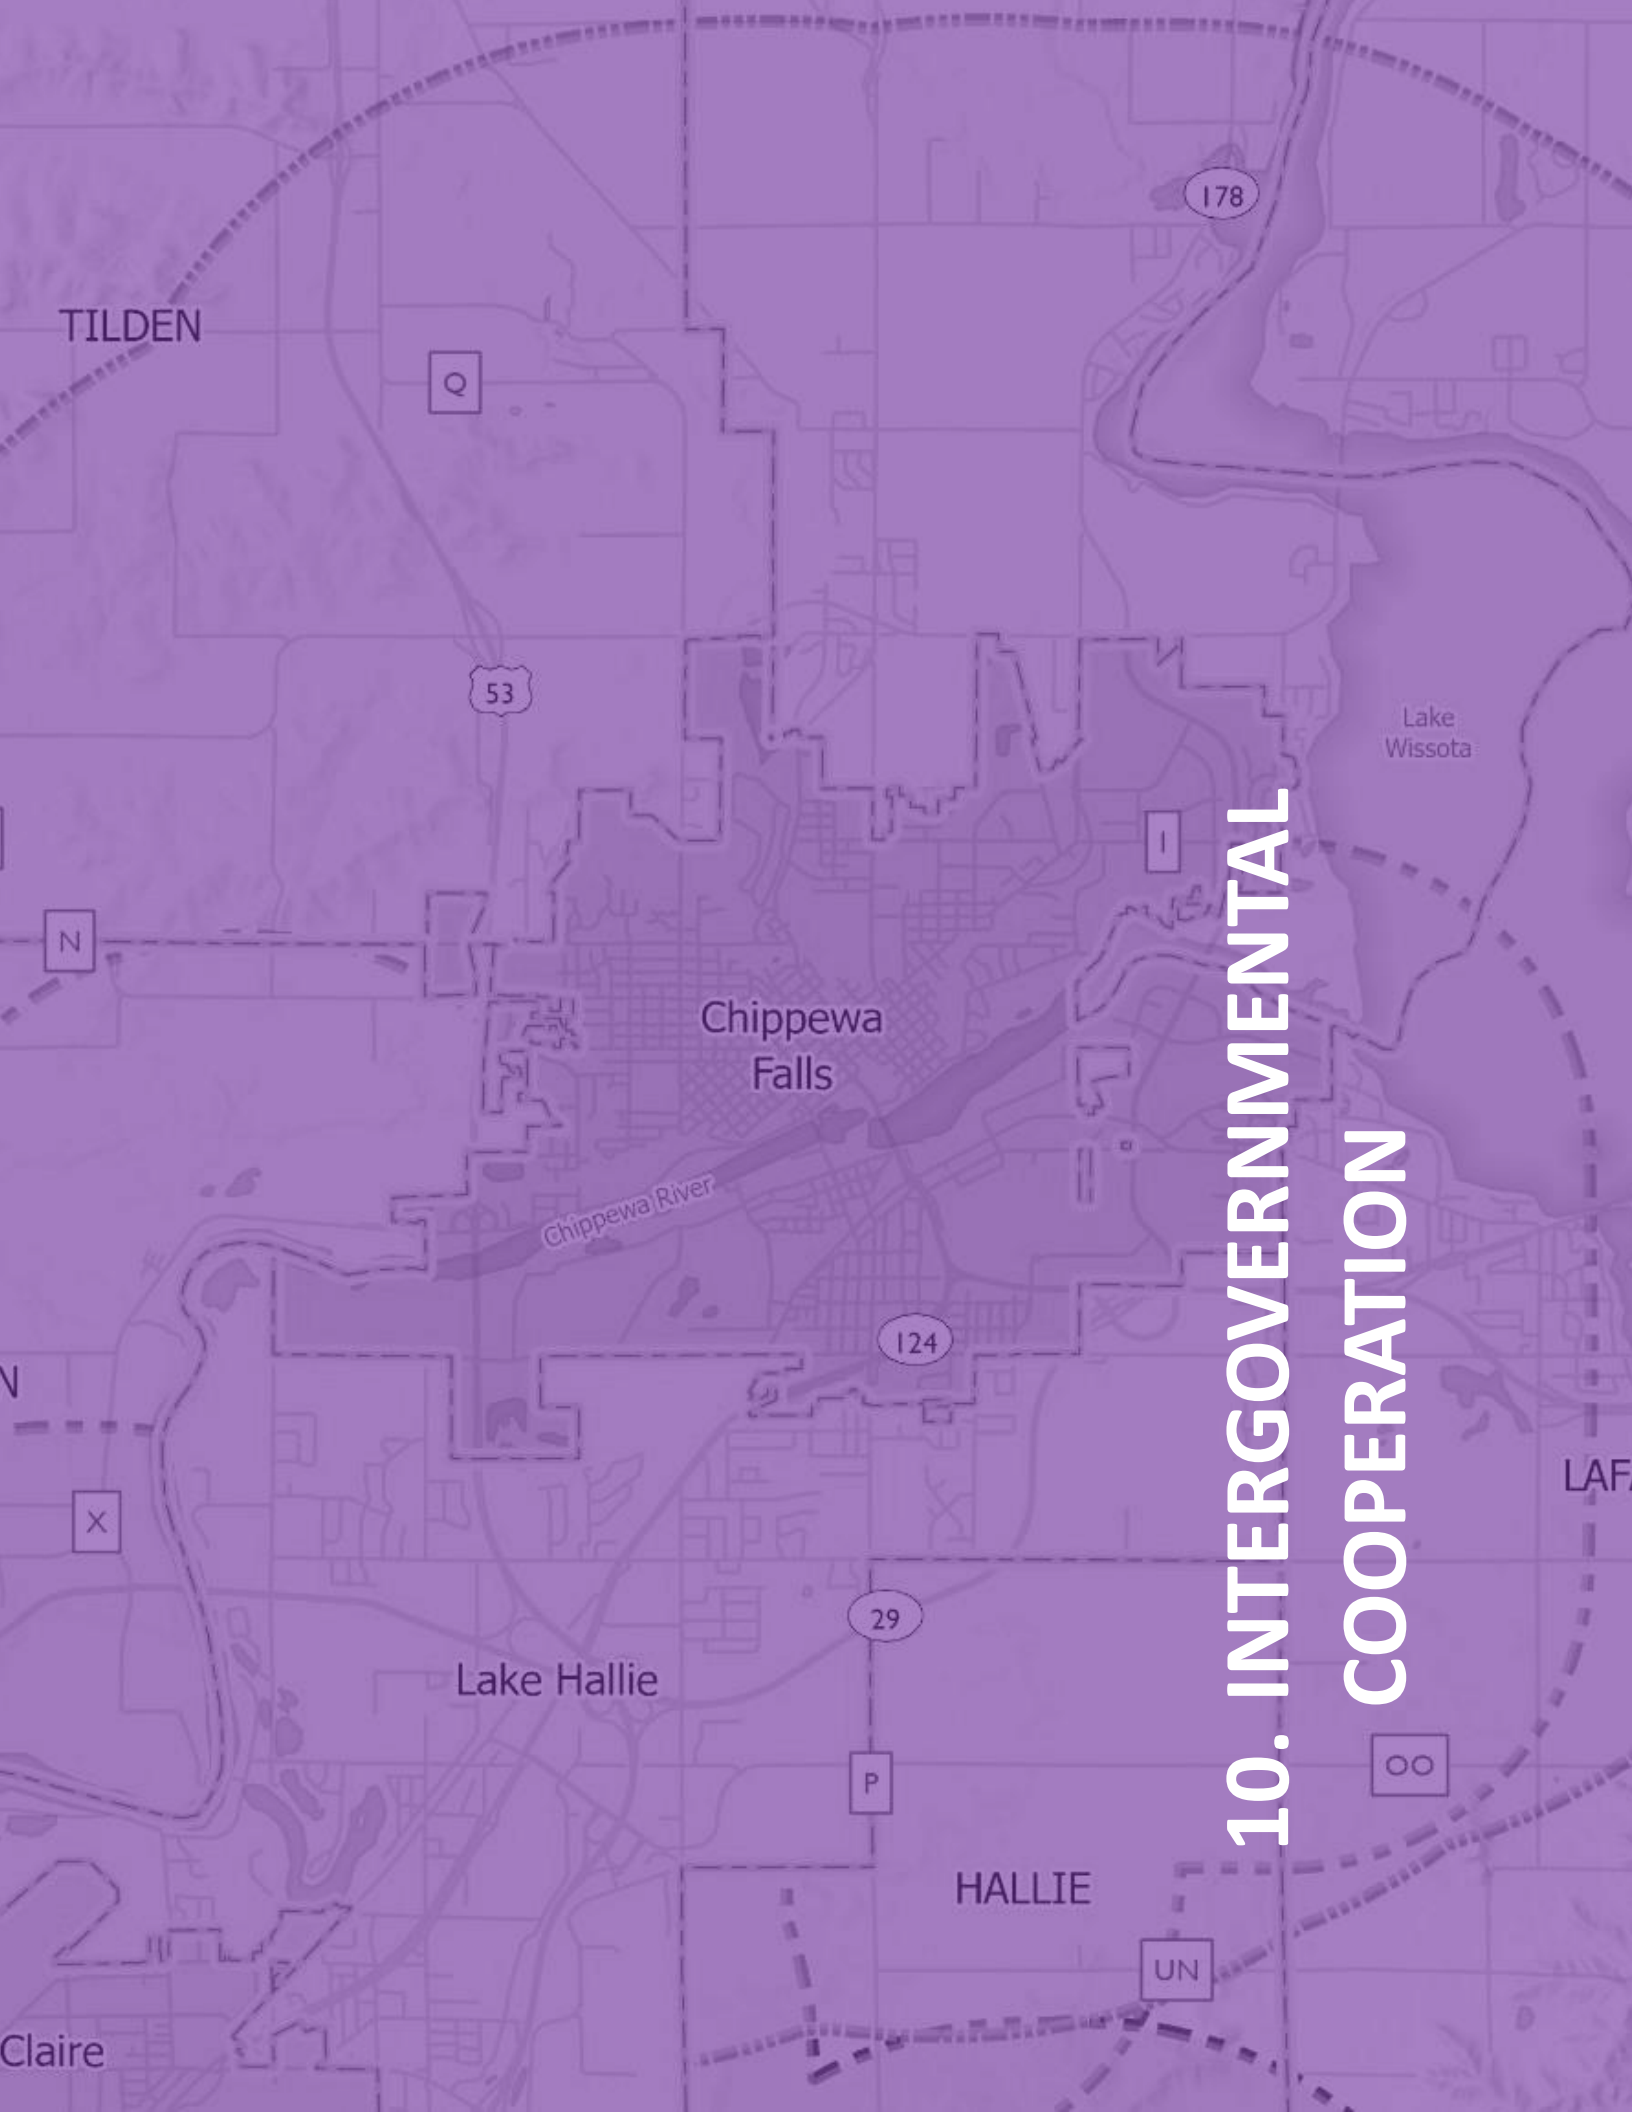 178
TILDEN
Q
53
Lake
Wissota
I
N
Chippewa
Falls
Chippewa River
124
N
LAFA
X
29
Lake Hallie
OO
P
HALLIE
UN
Claire
10. INTERGOVERNMENTAL
COOPERATION